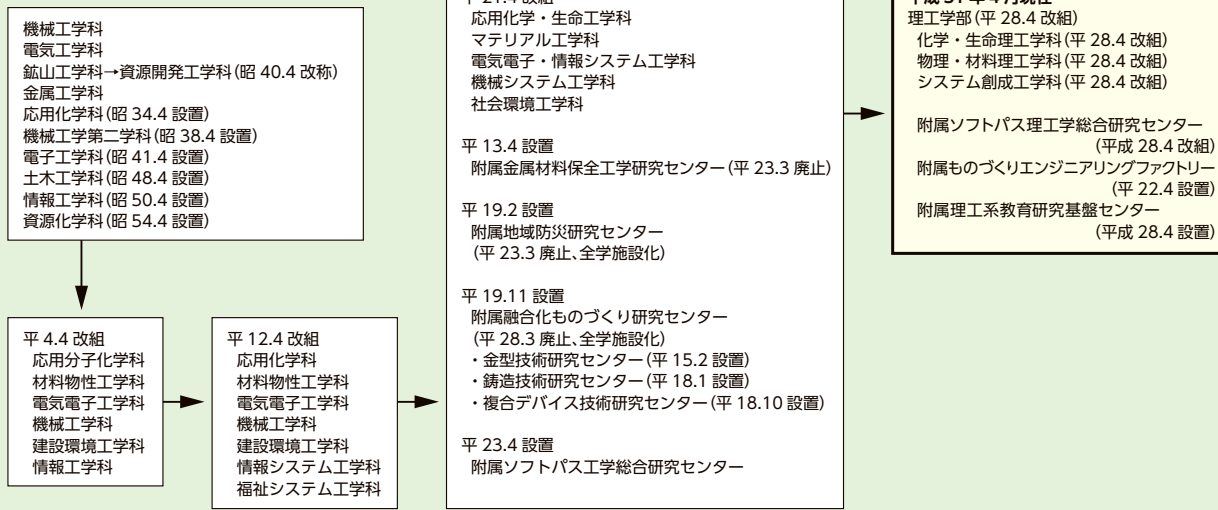 機械工学科
電気工学科
鉱山工学科→資源開発工学科（昭 40.4 改称）
金属工学科
応用化学科（昭 34.4 設置）
機械工学第二学科（昭 38.4 設置）
電子工学科（昭 41.4 設置）
土木工学科（昭 48.4 設置）
情報工学科（昭 50.4 設置）
資源化学科（昭 54.4 設置）
平 4.4 改組
応用分子化学科
材料物性工学科
電気電子工学科
機械工学科
建設環境工学科
情報工学科
平 12.4 改組
応用化学科
材料物性工学科
電気電子工学科
機械工学科
建設環境工学科
情報システム工学科
福祉システム工学科
平 21.4 改組
応用化学・生命工学科
マテリアル工学科
電気電子・情報システム工学科
機械システム工学科
社会環境工学科
平 13.4 設置
附属金属材料保全工学研究センター（平 23.3 廃止）
平 19.2 設置
附属地域防災研究センター
（平 23.3 廃止、全学施設化）
平 19.11 設置
附属融合化ものづくり研究センター
（平 28.3 廃止、全学施設化）
・金型技術研究センター（平 15.2 設置）
・鋳造技術研究センター（平 18.1 設置）
・複合デバイス技術研究センター（平 18.10 設置）
平 23.4 設置
附属ソフトパス工学総合研究センター
平成 31 年 4 月現在
理工学部（平 28.4 改組）
化学・生命理工学科（平 28.4 改組）
物理・材料理工学科（平 28.4 改組）
システム創成工学科（平 28.4 改組）
附属ソフトパス理工学総合研究センター
（平成 28.4 改組）
附属ものづくりエンジニアリングファクトリー
（平 22.4 設置）
附属理工系教育研究基盤センター
（平成 28.4 設置）